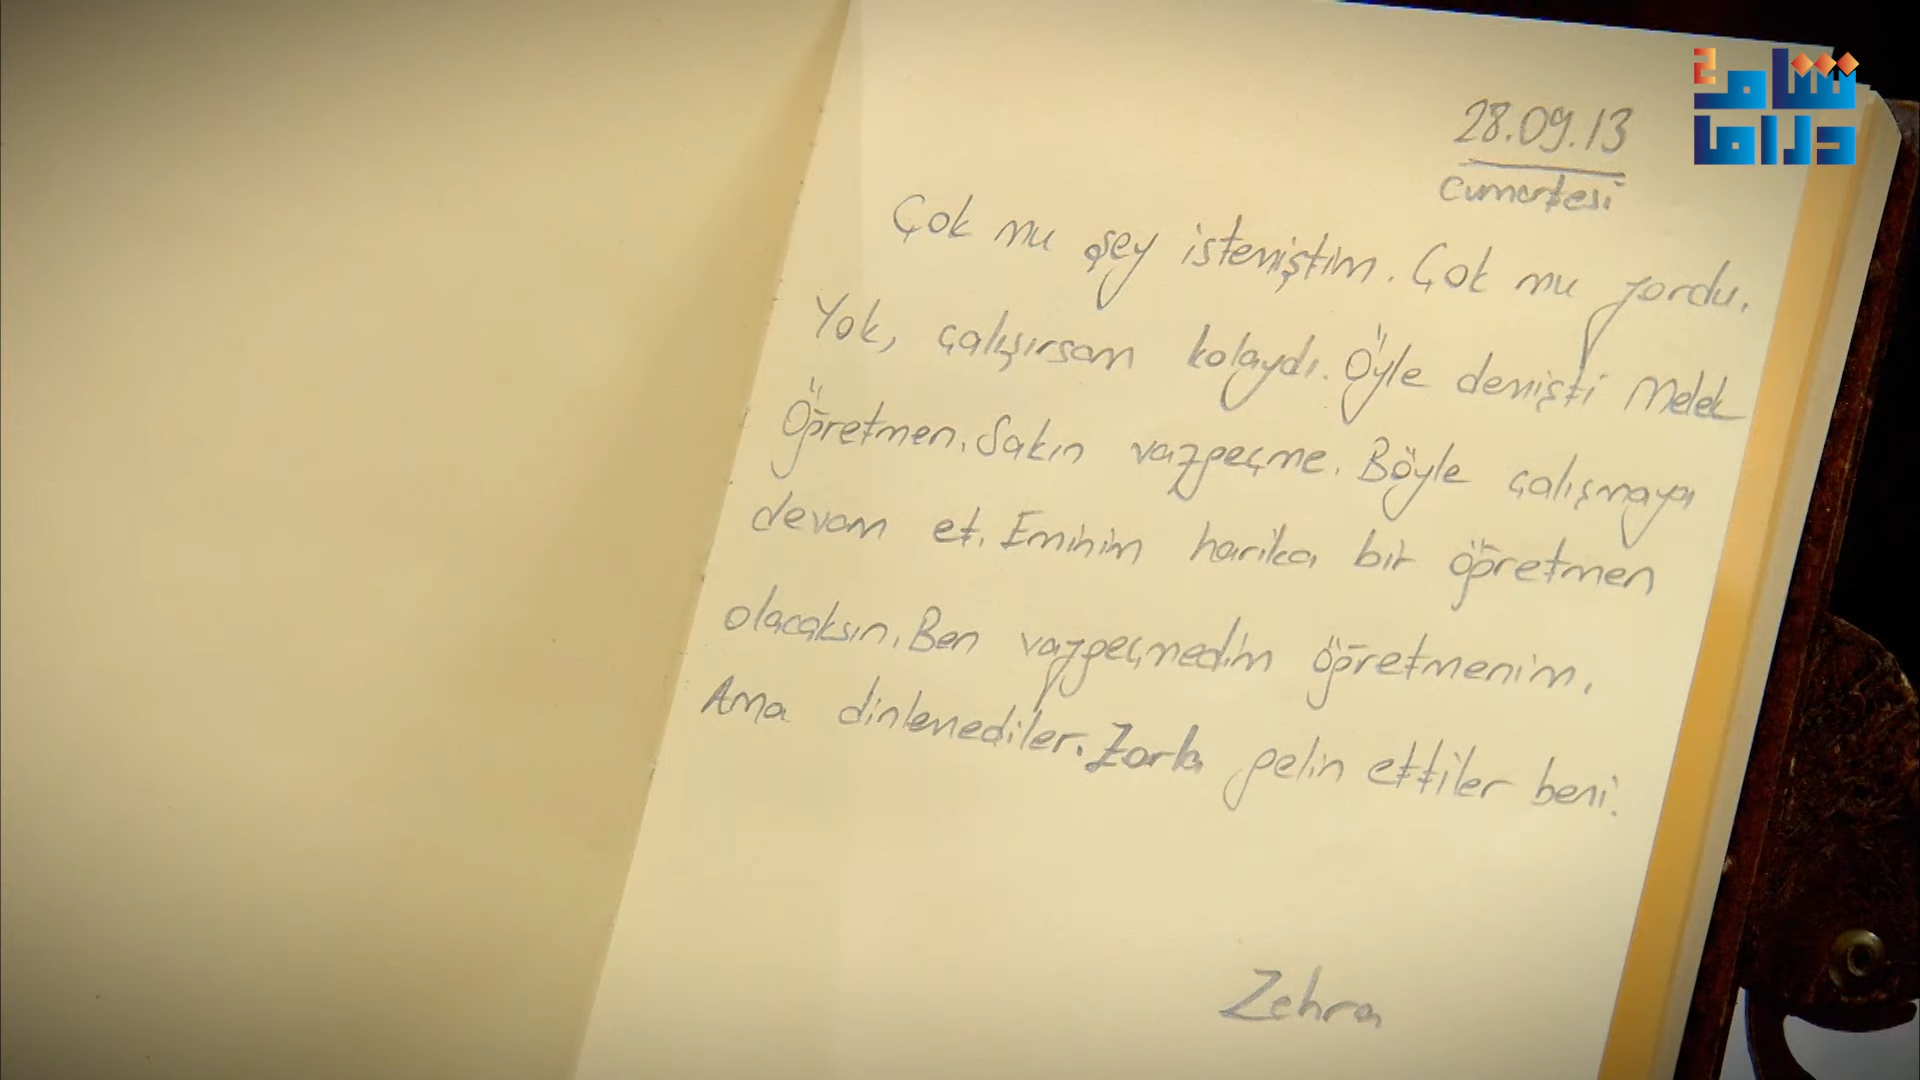 شام
دراما
28.09.13
Cumartesi
Çok mu şey istemiştim. Çok mu zordu.
Yok, çalışırsam kolaydı. Öyle demişti Melek
Öğretmen. Sakın vazgeçme. Böyle çalışmaya
devam et. Eminim harika bir öğretmen
olacaksın. Ben vazgeçmedim öğretmenim.
Ama dinlemediler. Zorla gelin ettiler beni.
Zehra